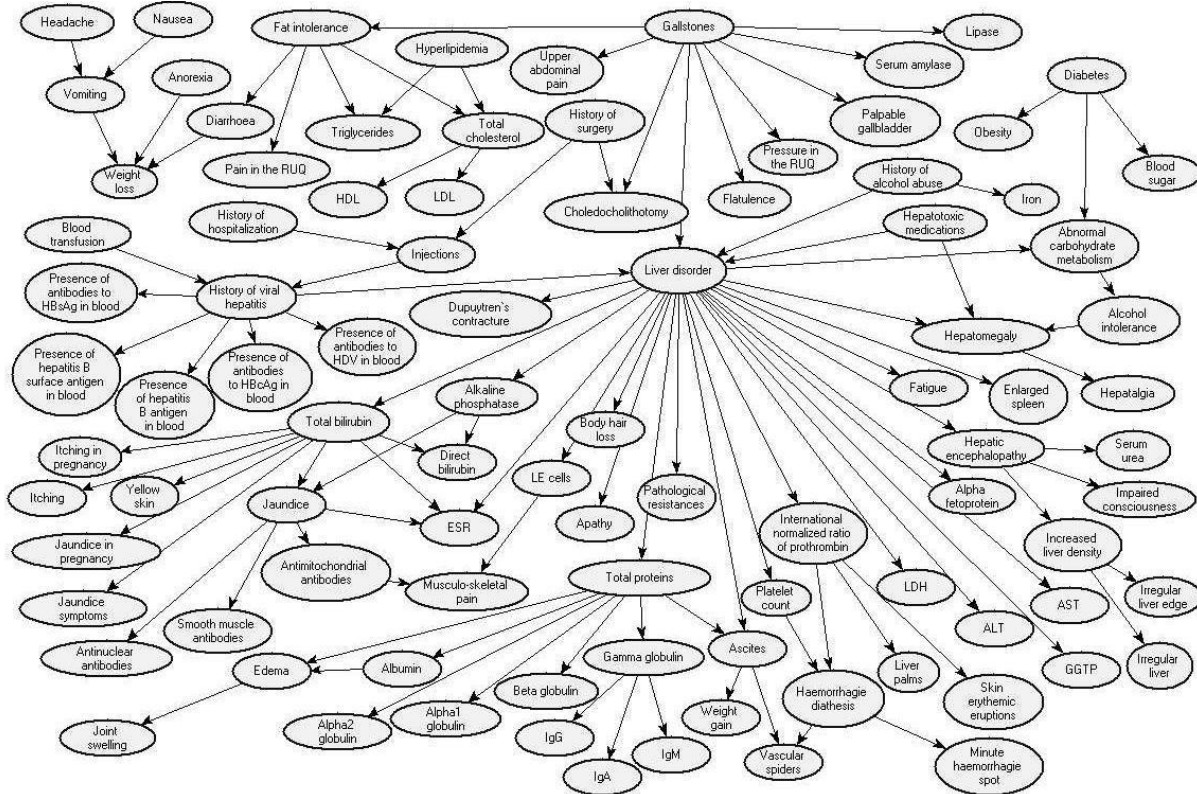 Headache
Nausea
Fat intolerance
Gallstones
Lipase
Hyperlipidemia
Upper
abdominal
pain
Serum amylase
Anorexia
Vomiting
Diabetes
Diarrhoea
Triglycerides
Total
cholesterol
History of
surgery
Palpable
gallbladder
Obesity
Pressure in
the RUQ
Weight
loss
Pain in the RUQ
Blood
sugar
History of
alcohol abuse
HDL
LDL
Flatulence
Iron
Choledocholithotomy
History of
hospitalization
Hepatotoxic
medications
Blood
transfusion
Abnormal
carbohydrate
metabolism
Injections
Liver disorder
Presence of
antibodies to
HBsAg in blood
History of viral
hepatitis
Dupuytren`s
contracture
Alcohol
intolerance
Hepatomegaly
Presence of
antibodies to
HDV in blood
Presence of
hepatitis B
surface antigen
in blood
Presence of
antibodies
to HBcAg in
blood
Presence
of hepatitis
B antigen
in blood
Alkaline
phosphatase
Fatigue
Enlarged
spleen
Hepatalgia
Total bilirubin
Body hair
loss
Itching in
pregnancy
Direct
bilirubin
Hepatic
encephalopathy
Serum
urea
LE cells
Itching
Yellow
skin
Pathological
resistances
Alpha
fetoprotein
Impaired
consciousness
Jaundice
ESR
Apathy
International
normalized ratio
of prothrombin
Increased
liver density
Jaundice in
pregnancy
Antimitochondrial
antibodies
Musculo-skeletal
pain
Total proteins
Platelet
count
LDH
AST
Irregular
liver edge
Jaundice
symptoms
Smooth muscle
antibodies
ALT
Antinuclear
antibodies
Edema
Albumin
Gamma globulin
Ascites
Liver
palms
GGTP
Irregular
liver
Beta globulin
Haemorrhagie
diathesis
Skin
erythemic
eruptions
Alpha2
globulin
Alpha1
globulin
Weight
gain
Joint
swelling
IgG
IgM
IgA
Vascular
spiders
Minute
haemorrhagie
spot